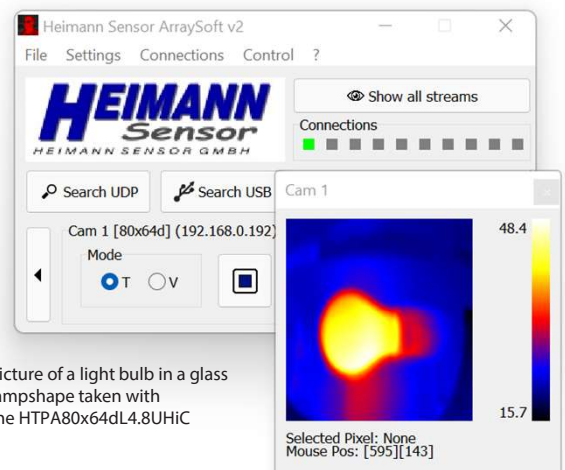 Heimann Sensor ArraySoft v2
File Settings Connections Control ?
HEIMANN
Sensor
HEIMANN SENSOR GMBH
Show all streams
Connections
Search UDP
Search USB
Cam 1 [80x64d] (192.168.0.192)
Mode
T V
Cam 1
48.4
15.7
Selected Pixel: None
Mouse Pos: [595][143]
icture of a light bulb in a glass
ampshape taken with
he HTPA80x64dL4.8UHiC